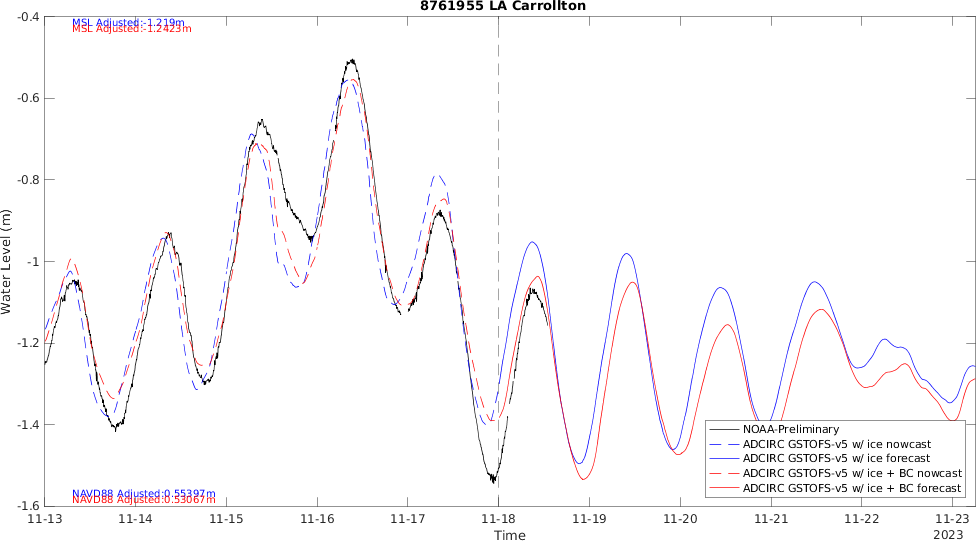 8761955 LA Carrollton
-0.4
MSL Adjusted:-1.219m
MSL Adjusted:-1.2423m
-0.6
-0.8
-1
-1.2
-1.4
-1.6
Water Level (m)
NOAA-Preliminary
ADCIRC GSTOFS-v5 w/ ice nowcast
ADCIRC GSTOFS-v5 w/ ice forecast
ADCIRC GSTOFS-v5 w/ ice + BC nowcast
ADCIRC GSTOFS-v5 w/ ice + BC forecast
NAVD88 Adjusted:0.55397m
NAVD88 Adjusted:0.53067m
11-13 11-14 11-15 11-16 11-17 11-18 11-19 11-20 11-21 11-22 11-23
Time
2023